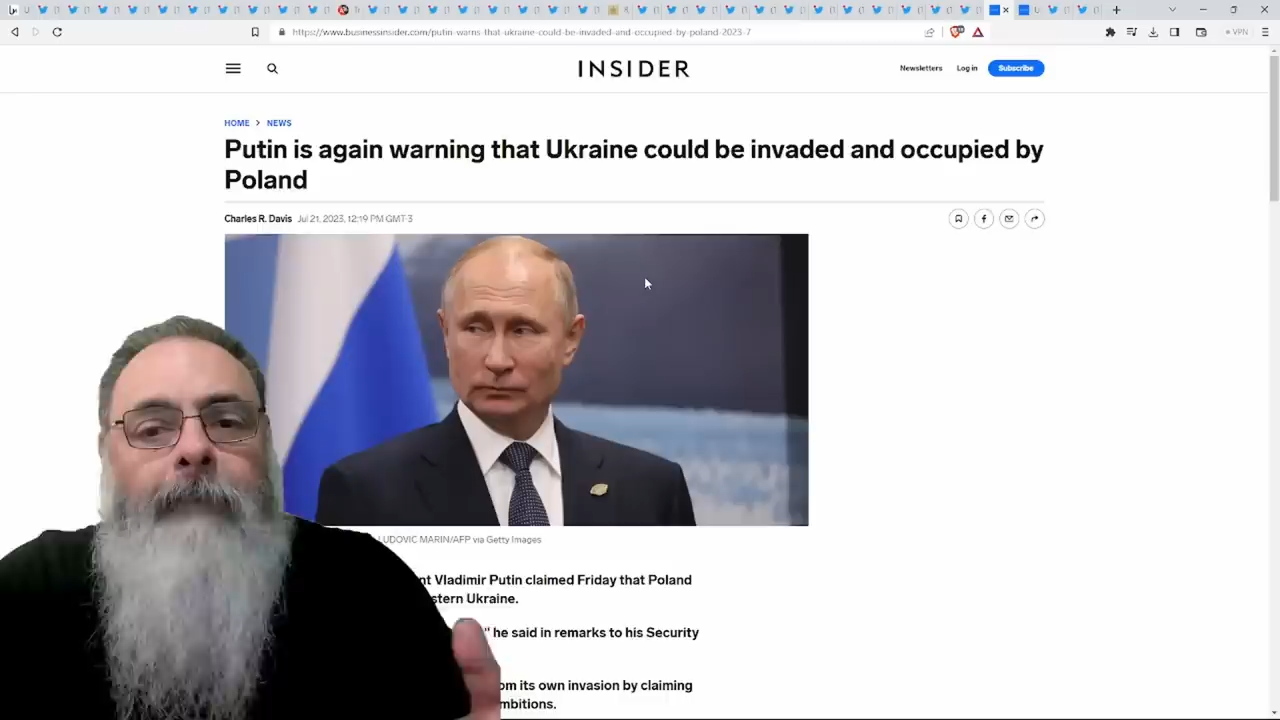 https://www.businessinsider.com/putin-warns-that-ukraine-could-be-invaded-and-occupied-by-poland-2023-7
VPN
INSIDER
Newsletters
Log in
Subscribe
HOME > NEWS
Putin is again warning that Ukraine could be invaded and occupied by
Poland
Charles R. Davis Jul 21, 2023, 12:19 PM GMT-3
LUDOVIC MARIN/AFP via Getty Images
nt Vladimir Putin claimed Friday that Poland
stern Ukraine.
" he said in remarks to his Security
om its own invasion by claiming
mbitions.